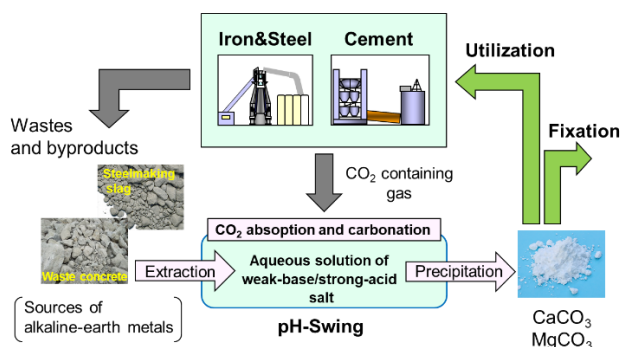 Iron&Steel
Cement
Utilization
Fixation
Wastes
and byproducts
Steelmaking
slag
Waste concrete
CO2 containing
gas
CO2 absoption and carbonation
Extraction
Aqueous solution of
weak-base/strong-acid
salt
Precipitation
Sources of
alkaline-earth metals
pH-Swing
CaCO3
MgCO3